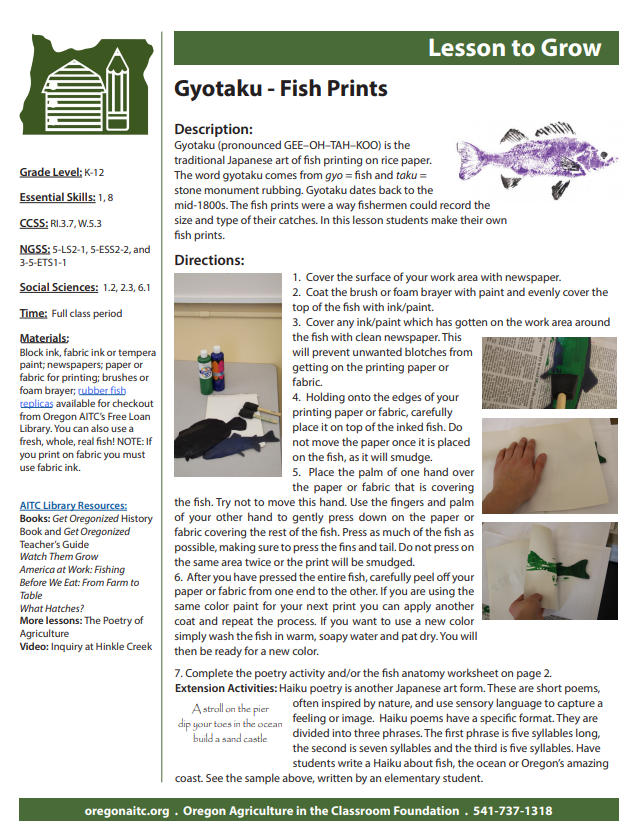 Lesson to Grow
Grade Level: K-12
Essential Skills: 1, 8
CCSS: RI.3.7, W.5.3
NGSS: 5-LS2-1, 5-ESS2-2, and
3-5-ETS1-1
Social Sciences: 1.2, 2.3, 6.1
Time: Full class period
Materials:
Block ink, fabric ink or tempera
paint; newspapers; paper or
fabric for printing; brushes or
foam brayer; rubber fish
replicas available for checkout
from Oregon AITC's Free Loan
Library. You can also use a
fresh, whole, real fish! NOTE: If
you print on fabric you must
use fabric ink.
AITC Library Resources:
Books: Get Oregonized History
Book and Get Oregonized
Teacher's Guide
Watch Them Grow
America at Work: Fishing
Before We Eat: From Farm to
Table
What Hatches?
More lessons: The Poetry of
Agriculture
Video: Inquiry at Hinkle Creek
Gyotaku - Fish Prints
Description:
Gyotaku (pronounced GEE–OH–TAH–KOO) is the
traditional Japanese art of fish printing on rice paper.
The word gyotaku comes from gyo = fish and taku =
stone monument rubbing. Gyotaku dates back to the
mid-1800s. The fish prints were a way fishermen could record the
size and type of their catches. In this lesson students make their own
fish prints.
Directions:
1. Cover the surface of your work area with newspaper.
2. Coat the brush or foam brayer with paint and evenly cover the
top of the fish with ink/paint.
3. Cover any ink/paint which has gotten on the work area around
the fish with clean newspaper. This
will prevent unwanted blotches from
getting on the printing paper or
fabric.
4. Holding onto the edges of your
printing paper or fabric, carefully
place it on top of the inked fish. Do
not move the paper once it is placed
on the fish, as it will smudge.
5. Place the palm of one hand over
the paper or fabric that is covering
the fish. Try not to move this hand. Use the fingers and palm
of your other hand to gently press down on the paper or
fabric covering the rest of the fish. Press as much of the fish as
possible, making sure to press the fins and tail. Do not press on
the same area twice or the print will be smudged.
6. After you have pressed the entire fish, carefully peel off your
paper or fabric from one end to the other. If you are using the
same color paint for your next print you can apply another
coat and repeat the process. If you want to use a new color
simply wash the fish in warm, soapy water and pat dry. You will
then be ready for a new color.
7. Complete the poetry activity and/or the fish anatomy worksheet on page 2.
Extension Activities: Haiku poetry is another Japanese art form. These are short poems,
often inspired by nature, and use sensory language to capture a
feeling or image. Haiku poems have a specific format. They are
divided into three phrases. The first phrase is five syllables long,
the second is seven syllables and the third is five syllables. Have
students write a Haiku about fish, the ocean or Oregon's amazing
coast. See the sample above, written by an elementary student.
A stroll on the pier
dip your toes in the ocean
build a sand castle
oregonaitc.org . Oregon Agriculture in the Classroom Foundation . 541-737-1318